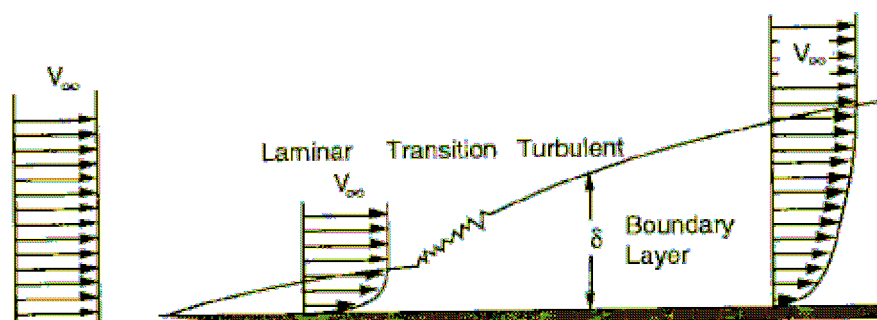 V∞
V∞
Laminar Transition Turbulent
V∞
δ
Boundary
Layer